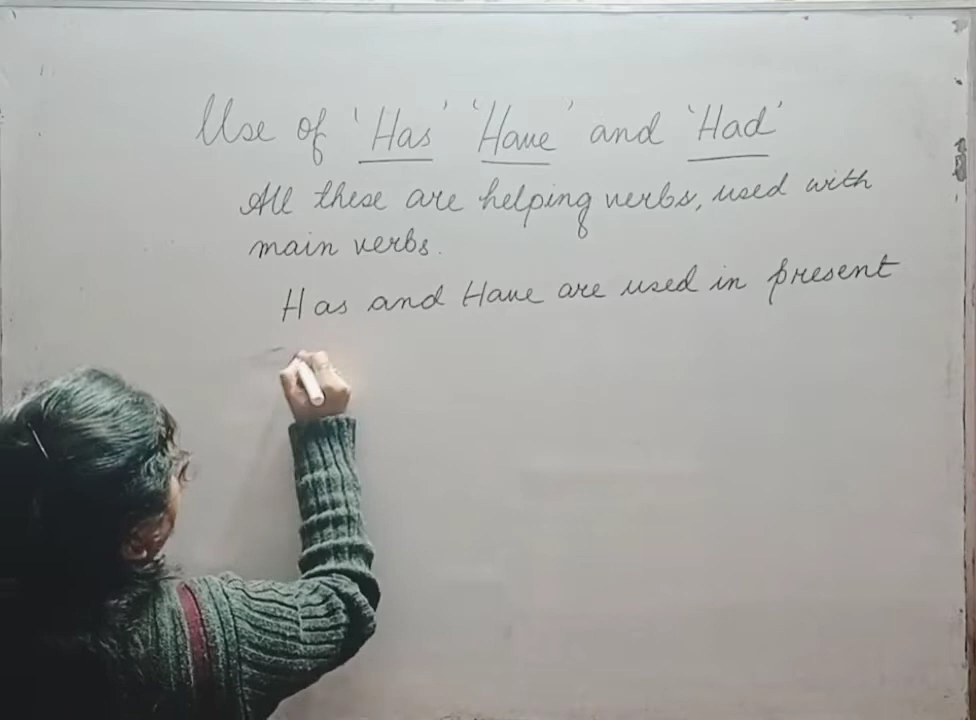 Use of 'Has' 'Have' and 'Had'
All these are helping verbs, used with
main verbs.
Has and Have are used in present